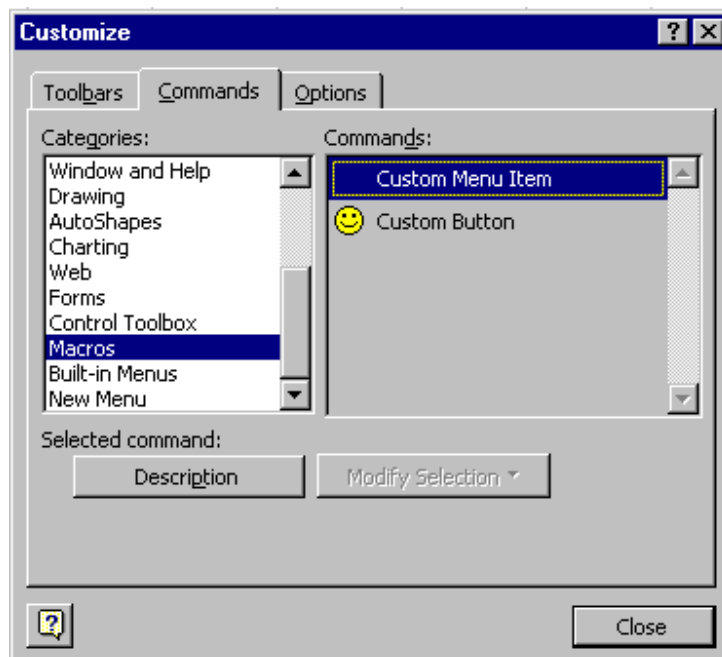 Customize
Toolbars Commands Options
Categories:
Window and Help
Drawing
AutoShapes
Charting
Web
Forms
Control Toolbox
Macros
Built-in Menus
New Menu
Commands:
Custom Menu Item
Custom Button
Selected command:
Description Modify Selection
Close